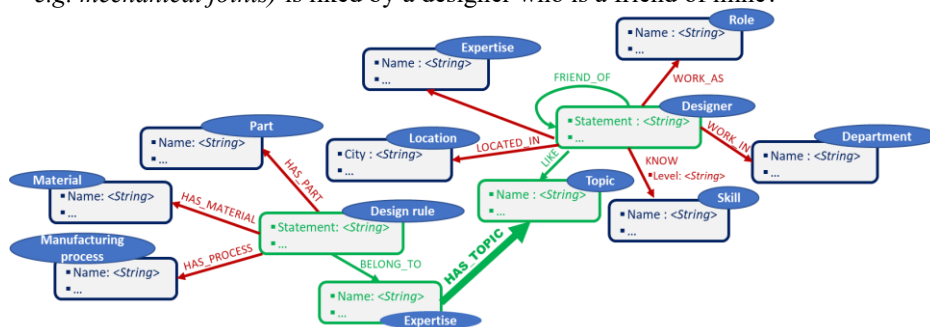 e.g. mechanical joints) is liked by a designer who is a friend of mine?
Role
Name : <String>
...
Expertise
Name : <String>
...
FRIEND_OF
WORK_AS
Designer
Statement : <String>
...
Part
Name: <String>
...
Location
City : <String>
...
LOCATED_IN
WORK_IN
Department
Name : <String>
...
HAS_PART
LIKE
KNOW
Level: <String>
Material
Name: <String>
...
HAS_MATERIAL
Topic
Name : <String>
...
Skill
Name : <String>
...
Design rule
Statement: <String>
...
Manufacturing
process
Name: <String>
...
HAS_PROCESS
BELONG_TO
HAS_TOPIC
Name: <String>
...
Expertise